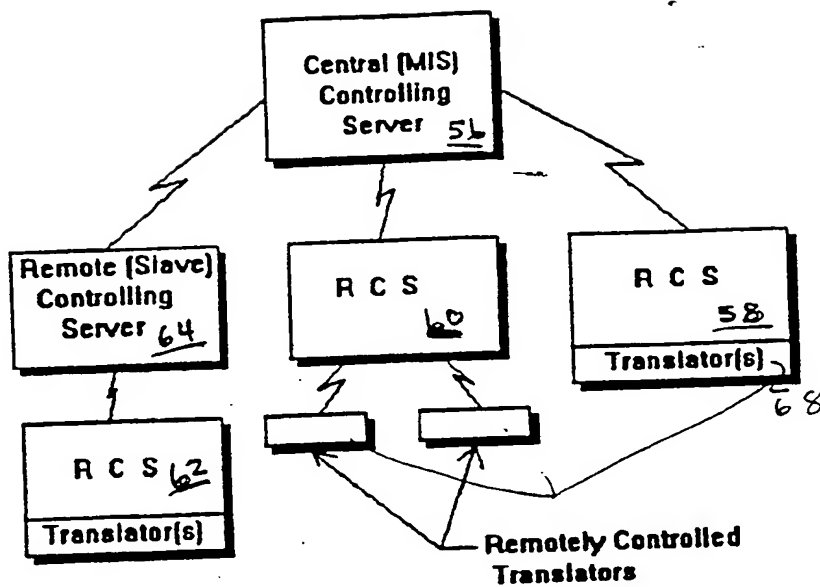 Central (MIS)
Controlling
Server 56
Remote (Slave)
Controlling
Server 64
R C S
60
R C S
58
Translator(s)
68
R C S 62
Translator(s)
Remotely Controlled
Translators